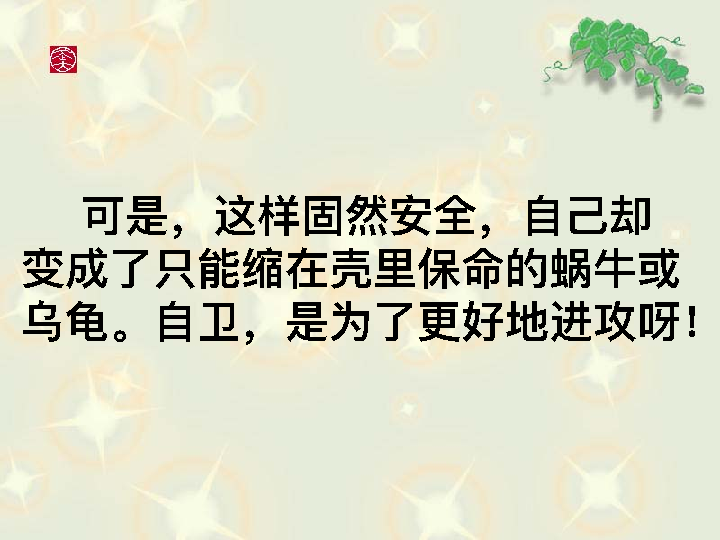 可是，这样固然安全，自己却
变成了只能缩在壳里保命的蜗牛或
乌龟。自卫，是为了更好地进攻呀！